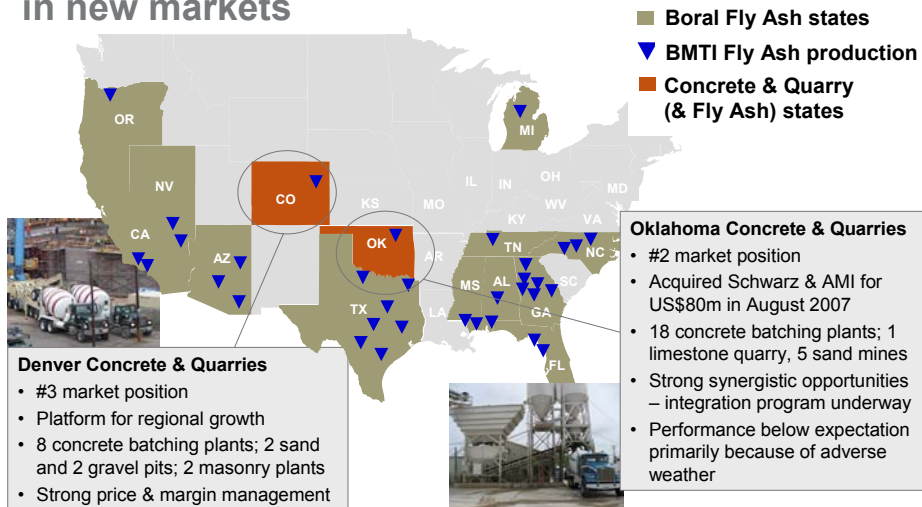 in new markets
Boral Fly Ash states
BMTI Fly Ash production
Concrete & Quarry
(& Fly Ash) states
OR
MI
NV
CO
IL
IN
OH
MD
KS
MO
WV
KY
VA
CA
OK
AR
TN
NC
AZ
MS
AL
SC
TX
LA
GA
FL
Denver Concrete & Quarries
• #3 market position
• Platform for regional growth
• 8 concrete batching plants; 2 sand
and 2 gravel pits; 2 masonry plants
• Strong price & margin management
Oklahoma Concrete & Quarries
• #2 market position
• Acquired Schwarz & AMI for
US$80m in August 2007
• 18 concrete batching plants; 1
limestone quarry, 5 sand mines
• Strong synergistic opportunities
– integration program underway
• Performance below expectation
primarily because of adverse
weather